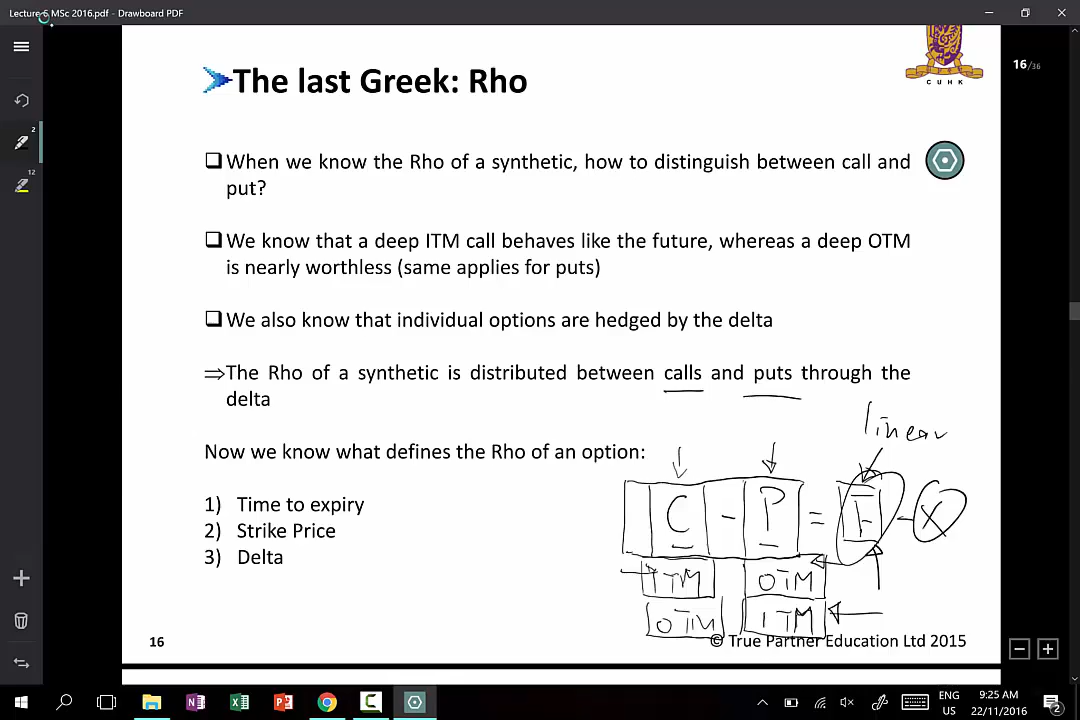 Lecture 6 MSc 2016.pdf - Drawboard PDF
The last Greek: Rho
CUHK
16/36
2
12
When we know the Rho of a synthetic, how to distinguish between call and
put?
We know that a deep ITM call behaves like the future, whereas a deep OTM
is nearly worthless (same applies for puts)
We also know that individual options are hedged by the delta
⇒The Rho of a synthetic is distributed between calls and puts through the
delta
linear
Now we know what defines the Rho of an option:
1) Time to expiry
2) Strike Price
3) Delta
C - P = F - X
ITM OTM
OTM ITM
16
© True Partner Education Ltd 2015
ENG
US
9:25 AM
22/11/2016
2